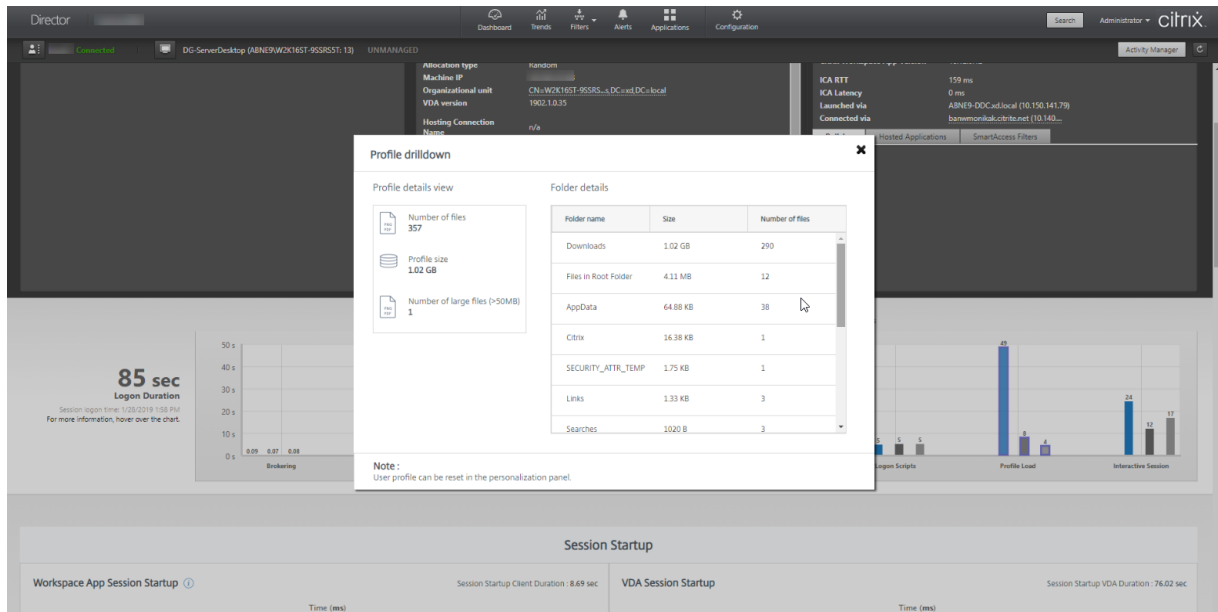 Director
Dashboard
Trends
Filters
Alerts
Applications
Configuration
Search
Administrator
citrix
Connected
DG-ServerDesktop (ABNE9\W2K16ST-9SSRS5T: 13)
UNMANAGED
Activity Manager
Allocation type Random
Machine IP
Organizational unit CN=W2K16ST-9SSRS...s,DC=xd,DC=local
VDA version 1902.1.0.35
Hosting Connection Name n/a
ICA RTT 159 ms
ICA Latency 0 ms
Launched via ABNE9-DDC.xd.local (10.150.141.79)
Connected via banwmonikak.citrite.net (10.140....
Hosted Applications
SmartAccess Filters
Profile drilldown
Profile details view
Number of files
357
Profile size
1.02 GB
Number of large files (>50MB)
1
Folder details
Folder name Size Number of files
Downloads 1.02 GB 290
Files in Root Folder 4.11 MB 12
AppData 64.88 KB 38
Citrix 16.38 KB 1
SECURITY_ATTR_TEMP 1.75 KB 1
Links 1.33 KB 3
Searches 1020 B 3
Note :
User profile can be reset in the personalization panel.
85 sec
Logon Duration
Session logon time: 1/28/2019 1:58 PM
For more information, hover over the chart.
50 s
40 s
30 s
20 s
10 s
0 s
0.09 0.07 0.08
Brokering
5 5 5
Logon Scripts
49 8 4
Profile Load
24 12 17
Interactive Session
Session Startup
Workspace App Session Startup
Session Startup Client Duration : 8.69 sec
VDA Session Startup
Session Startup VDA Duration : 76.02 sec
Time (ms)
Time (ms)